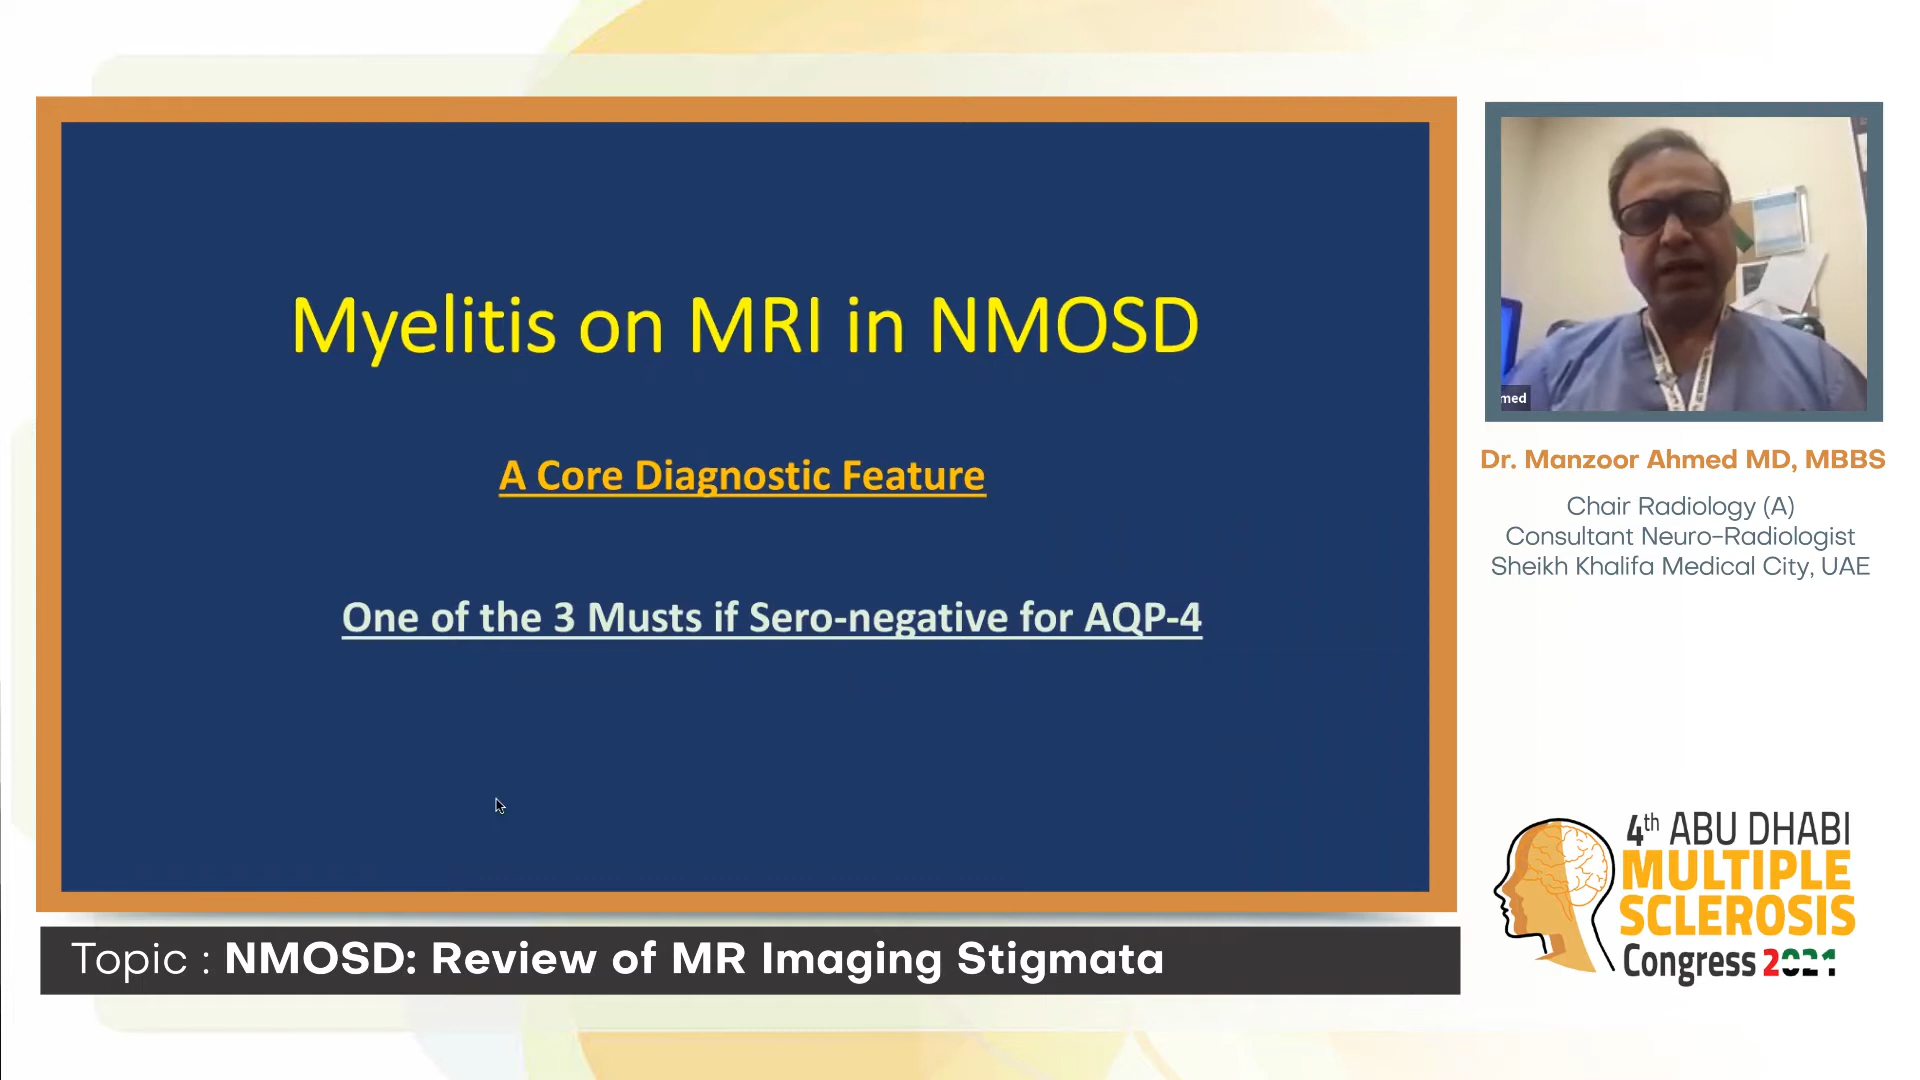 Myelitis on MRI in NMOSD
A Core Diagnostic Feature
One of the 3 Musts if Sero-negative for AQP-4
med
Dr. Manzoor Ahmed MD, MBBS
Chair Radiology (A)
Consultant Neuro-Radiologist
Sheikh Khalifa Medical City, UAE
4th ABU DHABI
MULTIPLE
SCLEROSIS
Congress 2021
Topic : NMOSD: Review of MR Imaging Stigmata